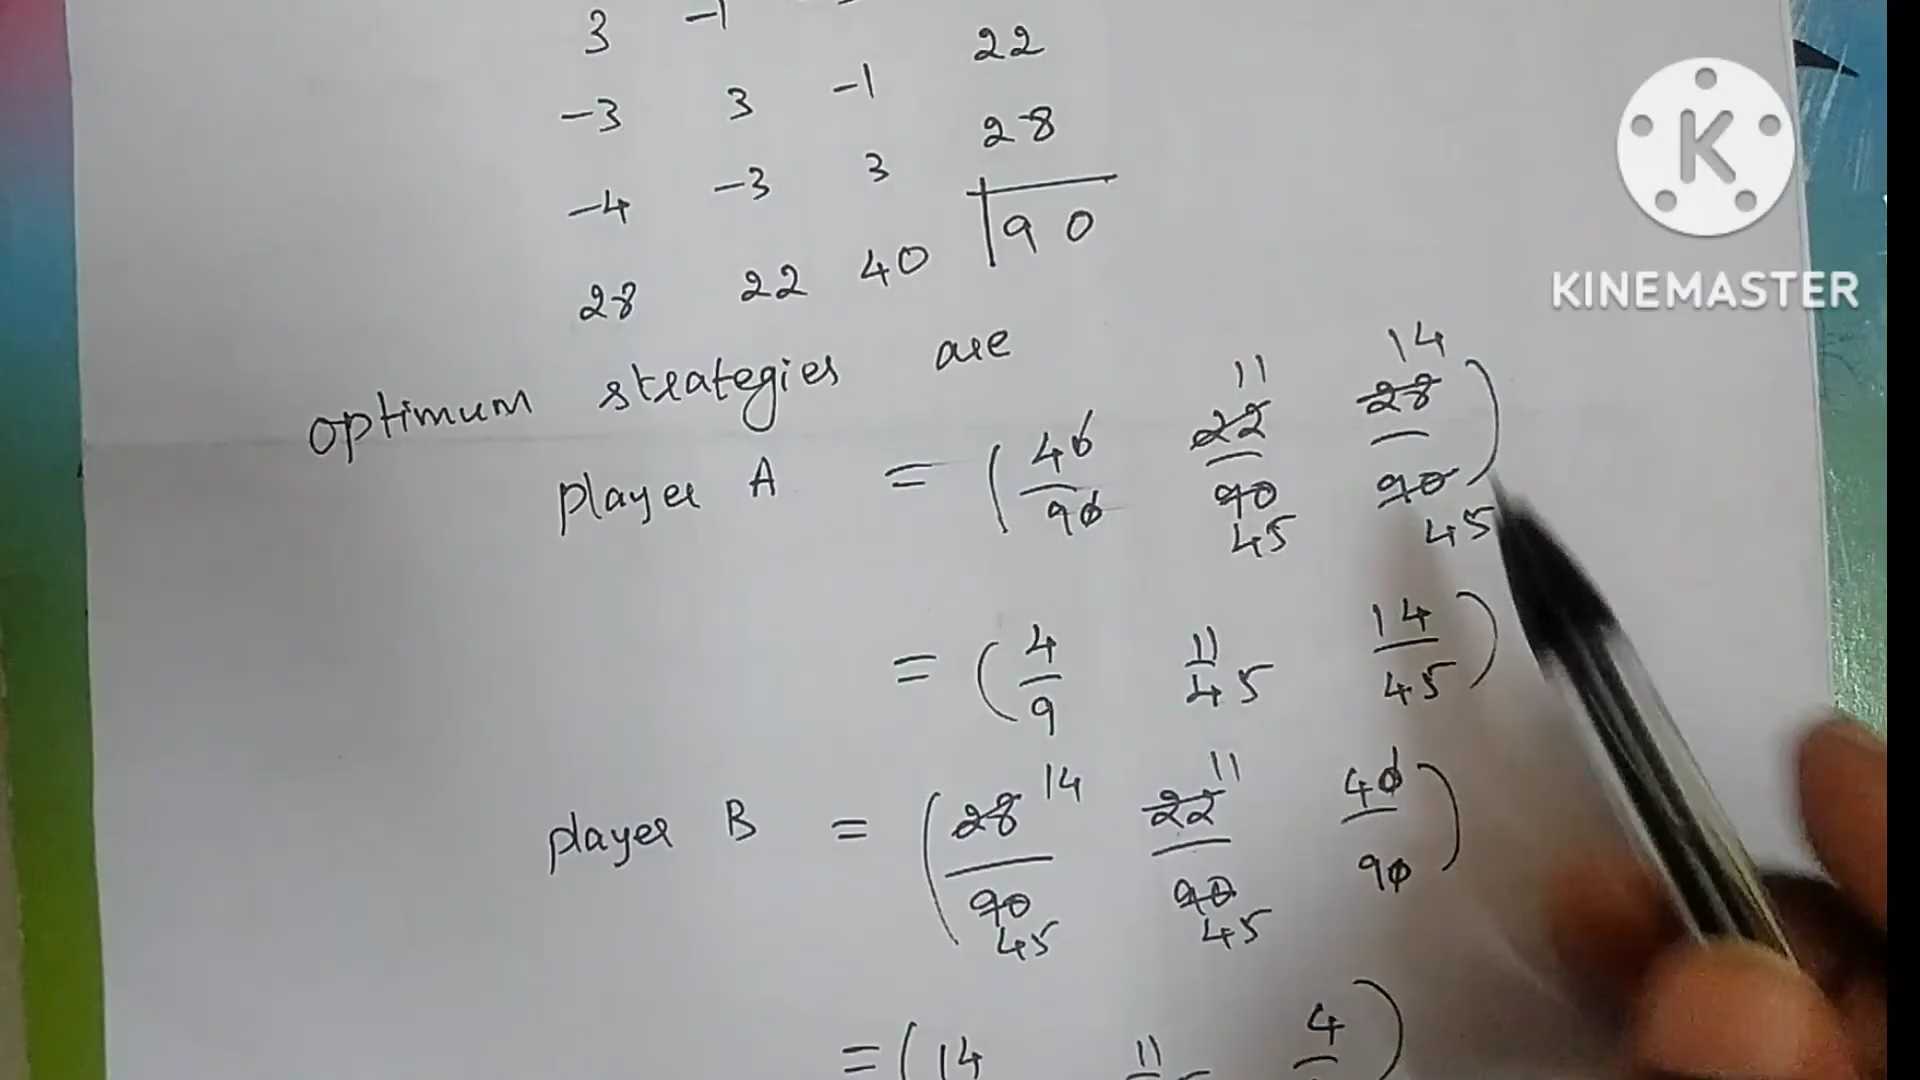 3 -1
22
-3 3 -1
28
-4 -3 3
90
28 22 40
optimum strategies are
player A = (40/90 22/90 28/90)
11 14
45 45
= (4/9 11/45 14/45)
player B = (28/90 22/90 40/90)
14 11
45 45
= (14 11 4)
K
KINEMASTER